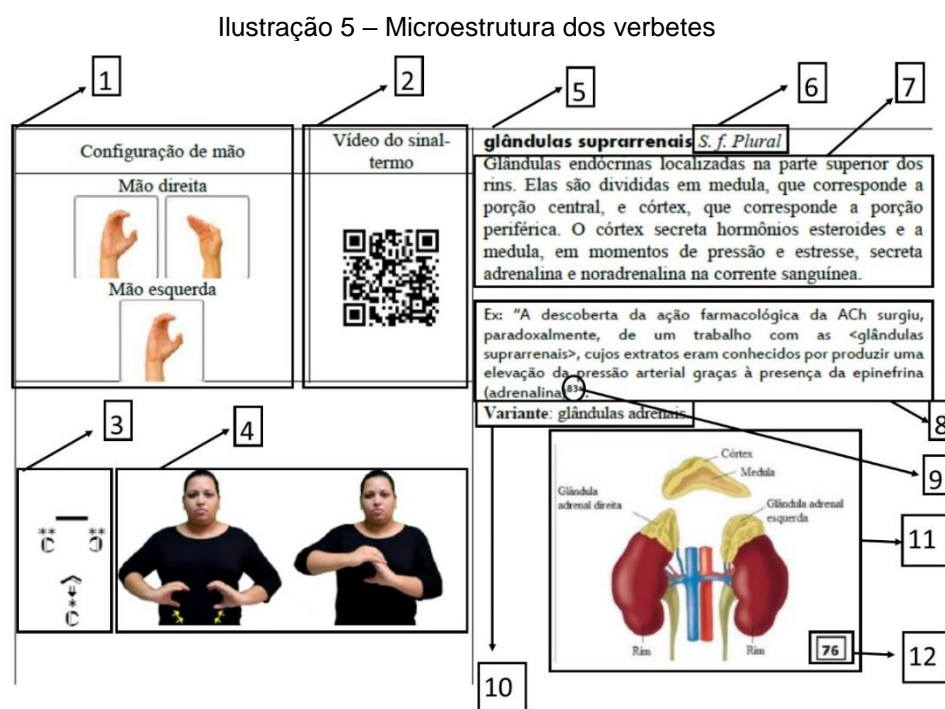 Ilustração 5 – Microestrutura dos verbetes
1
2
5
6
7
Configuração de mão
Mão direita
Mão esquerda
Vídeo do sinal-
termo
glândulas suprarrenais S. f. Plural
Glândulas endócrinas localizadas na parte superior dos
rins. Elas são divididas em medula, que corresponde a
porção central, e córtex, que corresponde a porção
periférica. O córtex secreta hormônios esteroides e a
medula, em momentos de pressão e estresse, secreta
adrenalina e noradrenalina na corrente sanguínea.
Ex: “A descoberta da ação farmacológica da ACh surgiu,
paradoxalmente, de um trabalho com as <glândulas
suprarrenais>, cujos extratos eram conhecidos por produzir uma
elevação da pressão arterial graças à presença da epinefrina
(adrenalina) 83
Variante: glândulas adrenais
3
4
8
9
Córtex
Medula
Glândula
adrenal direita
Glândula adrenal
esquerda
Rim
Rim
76
11
12
10